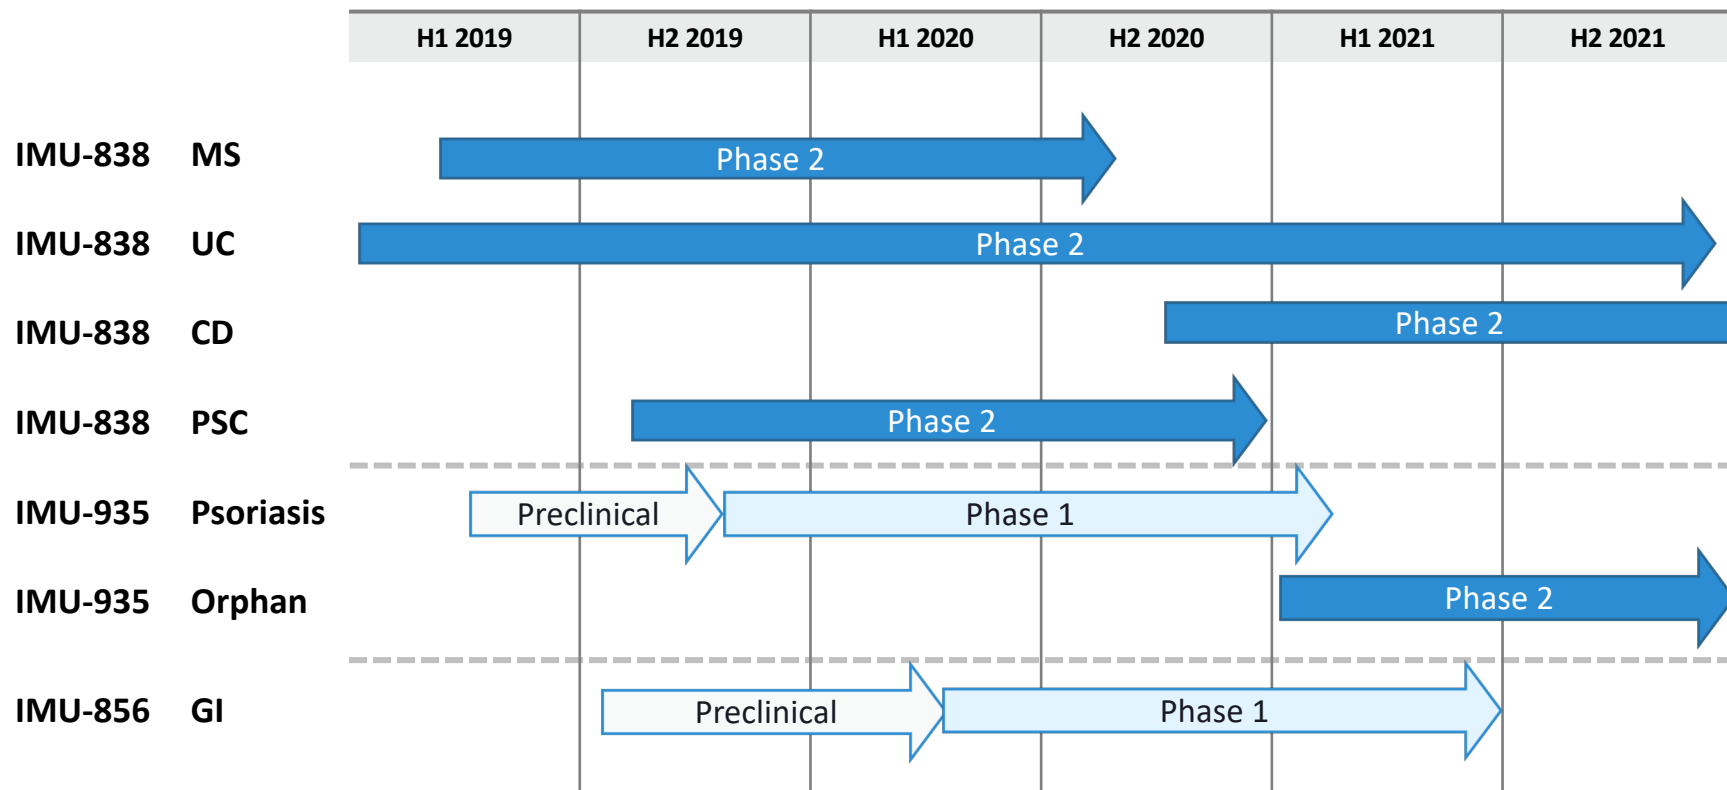 H1 2019 H2 2019 H1 2020 H2 2020 H1 2021 H2 2021
IMU-838 MS Phase 2
IMU-838 UC Phase 2
IMU-838 CD Phase 2
IMU-838 PSC Phase 2
IMU-935 Psoriasis Preclinical Phase 1
IMU-935 Orphan Phase 2
IMU-856 GI Preclinical Phase 1